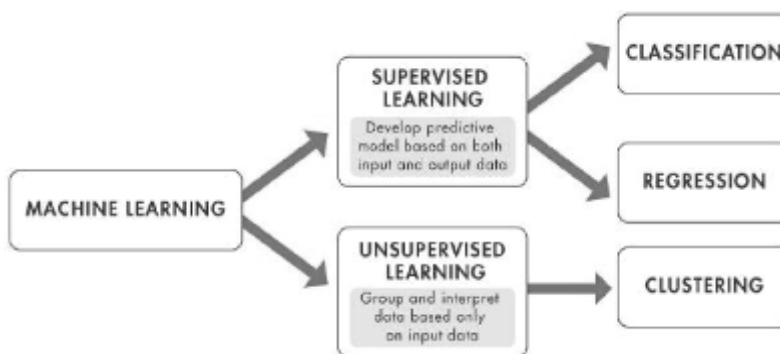 MACHINE LEARNING
SUPERVISED
LEARNING
Develop predictive
model based on both
input and output data
UNSUPERVISED
LEARNING
Group and interpret
data based only
on input data
CLASSIFICATION
REGRESSION
CLUSTERING